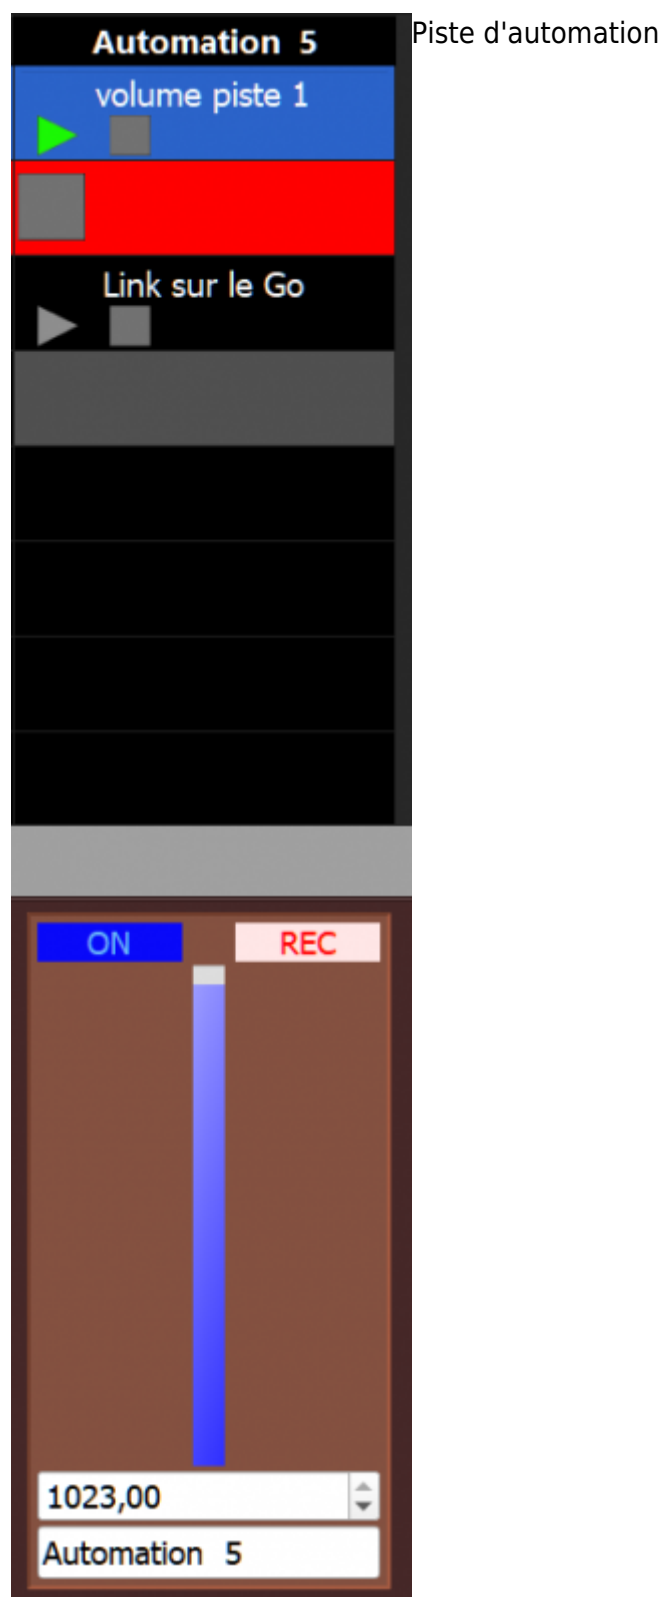 Automation 5
Piste d'automation
volume piste 1
Link sur le Go
ON
REC
1023,00
Automation 5